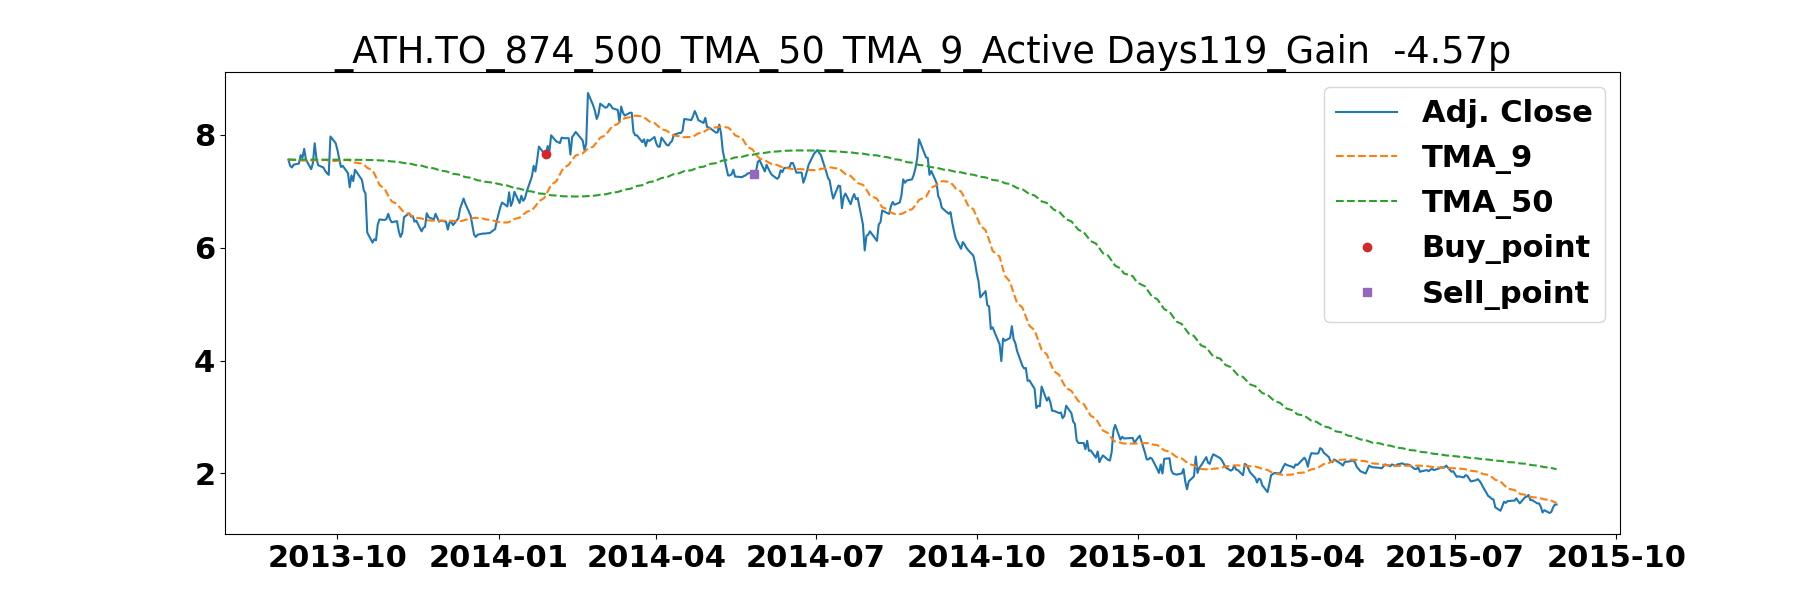 _ATH.TO_874_500_TMA_50_TMA_9_Active Days119_Gain  -4.57p
Adj. Close
TMA_9
TMA_50
Buy_point
Sell_point
8
6
4
2
2013-10 2014-01 2014-04 2014-07 2014-10 2015-01 2015-04 2015-07 2015-10